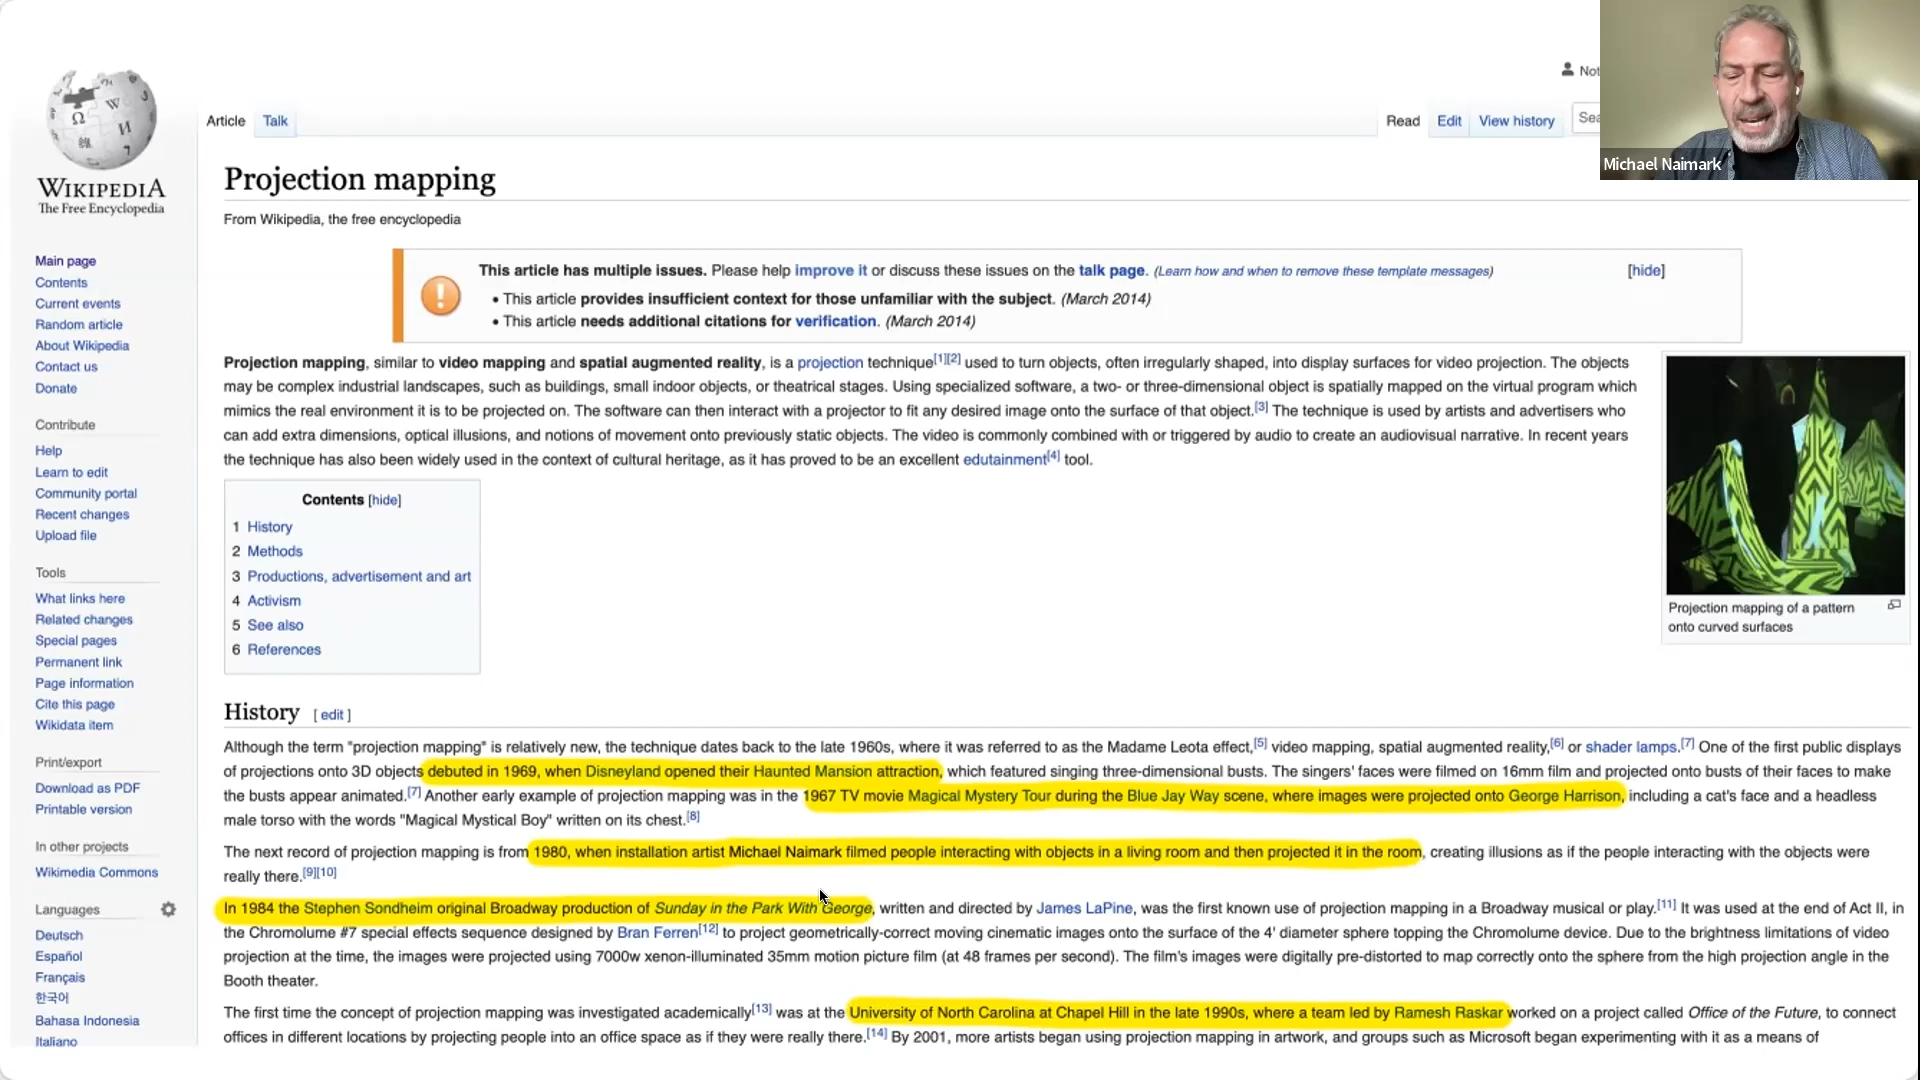 Not
Article
Talk
Read
Edit
View history
Sea
Michael Naimark
WIKIPEDIA
The Free Encyclopedia
Main page
Contents
Current events
Random article
About Wikipedia
Contact us
Donate
Contribute
Help
Learn to edit
Community portal
Recent changes
Upload file
Tools
What links here
Related changes
Special pages
Permanent link
Page information
Cite this page
Wikidata item
Print/export
Download as PDF
Printable version
In other projects
Wikimedia Commons
Languages
Deutsch
Español
Français
한국어
Bahasa Indonesia
Italiano
Projection mapping
From Wikipedia, the free encyclopedia
This article has multiple issues. Please help improve it or discuss these issues on the talk page. (Learn how and when to remove these template messages) [hide]
• This article provides insufficient context for those unfamiliar with the subject. (March 2014)
• This article needs additional citations for verification. (March 2014)
Projection mapping, similar to video mapping and spatial augmented reality, is a projection technique[1][2] used to turn objects, often irregularly shaped, into display surfaces for video projection. The objects
may be complex industrial landscapes, such as buildings, small indoor objects, or theatrical stages. Using specialized software, a two- or three-dimensional object is spatially mapped on the virtual program which
mimics the real environment it is to be projected on. The software can then interact with a projector to fit any desired image onto the surface of that object.[3] The technique is used by artists and advertisers who
can add extra dimensions, optical illusions, and notions of movement onto previously static objects. The video is commonly combined with or triggered by audio to create an audiovisual narrative. In recent years
the technique has also been widely used in the context of cultural heritage, as it has proved to be an excellent edutainment[4] tool.
Projection mapping of a pattern
onto curved surfaces
Contents [hide]
1 History
2 Methods
3 Productions, advertisement and art
4 Activism
5 See also
6 References
History [ edit ]
Although the term "projection mapping" is relatively new, the technique dates back to the late 1960s, where it was referred to as the Madame Leota effect,[5] video mapping, spatial augmented reality,[6] or shader lamps.[7] One of the first public displays
of projections onto 3D objects debuted in 1969, when Disneyland opened their Haunted Mansion attraction, which featured singing three-dimensional busts. The singers' faces were filmed on 16mm film and projected onto busts of their faces to make
the busts appear animated.[7] Another early example of projection mapping was in the 1967 TV movie Magical Mystery Tour during the Blue Jay Way scene, where images were projected onto George Harrison, including a cat's face and a headless
male torso with the words "Magical Mystical Boy" written on its chest.[8]
The next record of projection mapping is from 1980, when installation artist Michael Naimark filmed people interacting with objects in a living room and then projected it in the room, creating illusions as if the people interacting with the objects were
really there.[9][10]
In 1984 the Stephen Sondheim original Broadway production of Sunday in the Park With George, written and directed by James LaPine, was the first known use of projection mapping in a Broadway musical or play.[11] It was used at the end of Act II, in
the Chromolume #7 special effects sequence designed by Bran Ferren[12] to project geometrically-correct moving cinematic images onto the surface of the 4' diameter sphere topping the Chromolume device. Due to the brightness limitations of video
projection at the time, the images were projected using 7000w xenon-illuminated 35mm motion picture film (at 48 frames per second). The film's images were digitally pre-distorted to map correctly onto the sphere from the high projection angle in the
Booth theater.
The first time the concept of projection mapping was investigated academically[13] was at the University of North Carolina at Chapel Hill in the late 1990s, where a team led by Ramesh Raskar worked on a project called Office of the Future, to connect
offices in different locations by projecting people into an office space as if they were really there.[14] By 2001, more artists began using projection mapping in artwork, and groups such as Microsoft began experimenting with it as a means of